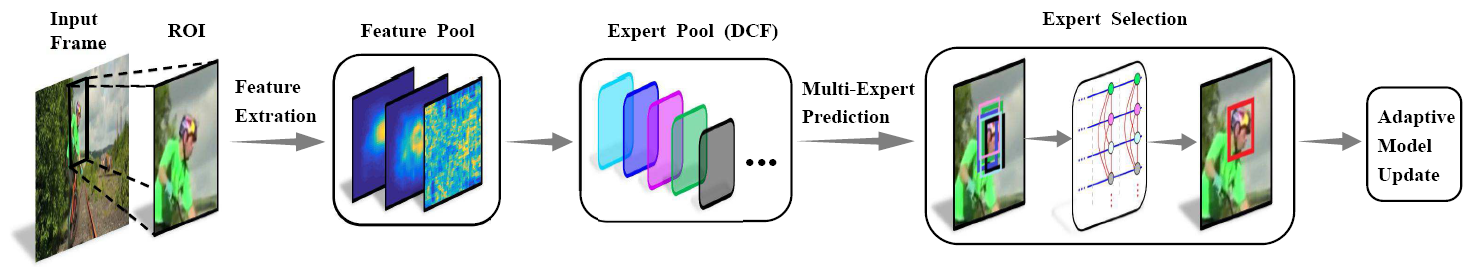 Input
Frame
ROI
Feature
Extration
Feature Pool
Expert Pool (DCF)
Multi-Expert
Prediction
Expert Selection
Adaptive
Model
Update